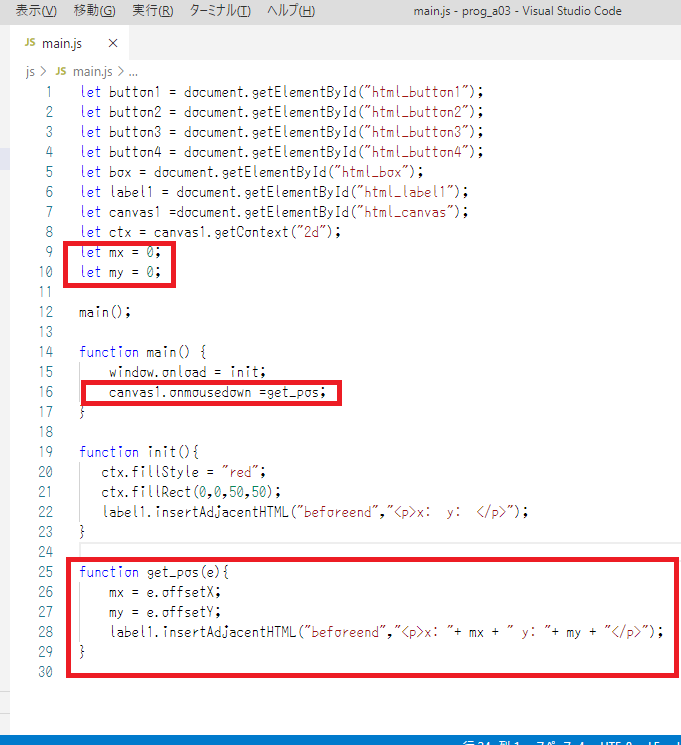 表示(V) 移動(G) 実行(R) ターミナル(T) ヘルプ(H) main.js - prog_a03 - Visual Studio Code
JS main.js ×
js > JS main.js > ...
1 let button1 = document.getElementById("html_button1");
2 let button2 = document.getElementById("html_button2");
3 let button3 = document.getElementById("html_button3");
4 let button4 = document.getElementById("html_button4");
5 let box = document.getElementById("html_box");
6 let label1 = document.getElementById("html_label1");
7 let canvas1 =document.getElementById("html_canvas");
8 let ctx = canvas1.getContext("2d");
9 let mx = 0;
10 let my = 0;
11
12 main();
13
14 function main() {
15 window.onload = init;
16 canvas1.onmousedown =get_pos;
17 }
18
19 function init(){
20 ctx.fillStyle = "red";
21 ctx.fillRect(0,0,50,50);
22 label1.insertAdjacentHTML("beforeend","<p>x:  y:  </p>");
23 }
24
25 function get_pos(e){
26 mx = e.offsetX;
27 my = e.offsetY;
28 label1.insertAdjacentHTML("beforeend","<p>x: "+ mx + " y: "+ my + "</p>");
29 }
30